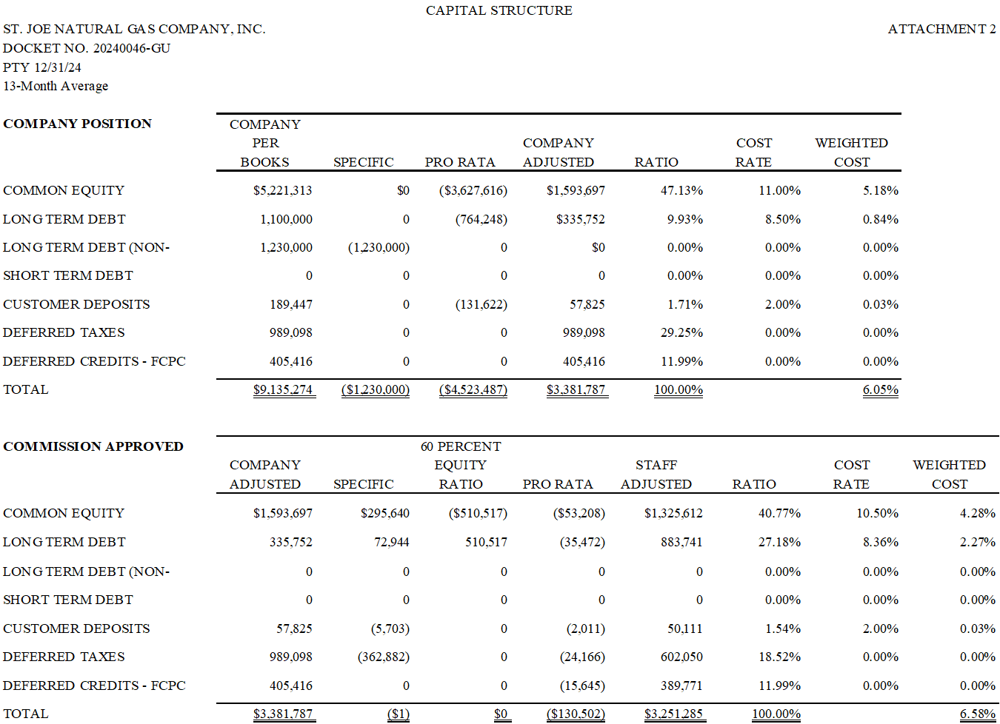 CAPITAL STRUCTURE
ST. JOE NATURAL GAS COMPANY, INC. ATTACHMENT 2
DOCKET NO. 20240046-GU
PTY 12/31/24
13-Month Average
COMPANY POSITION COMPANY
PER COMPANY COST WEIGHTED
BOOKS SPECIFIC PRO RATA ADJUSTED RATIO RATE COST
COMMON EQUITY $5,221,313 $0 ($3,627,616) $1,593,697 47.13% 11.00% 5.18%
LONG TERM DEBT 1,100,000 0 (764,248) $335,752 9.93% 8.50% 0.84%
LONG TERM DEBT (NON- 1,230,000 (1,230,000) 0 $0 0.00% 0.00% 0.00%
SHORT TERM DEBT 0 0 0 0 0.00% 0.00% 0.00%
CUSTOMER DEPOSITS 189,447 0 (131,622) 57,825 1.71% 2.00% 0.03%
DEFERRED TAXES 989,098 0 0 989,098 29.25% 0.00% 0.00%
DEFERRED CREDITS - FCPC 405,416 0 0 405,416 11.99% 0.00% 0.00%
TOTAL $9,135,274 ($1,230,000) ($4,523,487) $3,381,787 100.00% 6.05%
COMMISSION APPROVED 60 PERCENT
COMPANY EQUITY STAFF COST WEIGHTED
ADJUSTED SPECIFIC RATIO PRO RATA ADJUSTED RATIO RATE COST
COMMON EQUITY $1,593,697 $295,640 ($510,517) ($53,208) $1,325,612 40.77% 10.50% 4.28%
LONG TERM DEBT 335,752 72,944 510,517 (35,472) 883,741 27.18% 8.36% 2.27%
LONG TERM DEBT (NON- 0 0 0 0 0 0.00% 0.00% 0.00%
SHORT TERM DEBT 0 0 0 0 0 0.00% 0.00% 0.00%
CUSTOMER DEPOSITS 57,825 (5,703) 0 (2,011) 50,111 1.54% 2.00% 0.03%
DEFERRED TAXES 989,098 (362,882) 0 (24,166) 602,050 18.52% 0.00% 0.00%
DEFERRED CREDITS - FCPC 405,416 0 0 (15,645) 389,771 11.99% 0.00% 0.00%
TOTAL $3,381,787 ($1) $0 ($130,502) $3,251,285 100.00% 6.58%